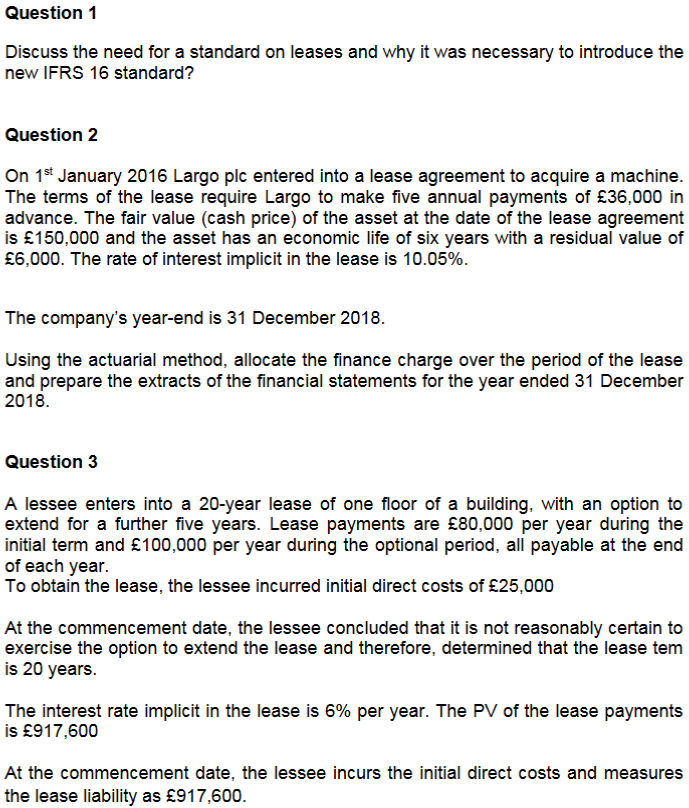 Question 1
Discuss the need for a standard on leases and why it was necessary to introduce the
new IFRS 16 standard?
Question 2
On 1st January 2016 Largo plc entered into a lease agreement to acquire a machine.
The terms of the lease require Largo to make five annual payments of £36,000 in
advance. The fair value (cash price) of the asset at the date of the lease agreement
is £150,000 and the asset has an economic life of six years with a residual value of
£6,000. The rate of interest implicit in the lease is 10.05%.
The company's year-end is 31 December 2018.
Using the actuarial method, allocate the finance charge over the period of the lease
and prepare the extracts of the financial statements for the year ended 31 December
2018.
Question 3
A lessee enters into a 20-year lease of one floor of a building, with an option to
extend for a further five years. Lease payments are £80,000 per year during the
initial term and £100,000 per year during the optional period, all payable at the end
of each year.
To obtain the lease, the lessee incurred initial direct costs of £25,000
At the commencement date, the lessee concluded that it is not reasonably certain to
exercise the option to extend the lease and therefore, determined that the lease tem
is 20 years.
The interest rate implicit in the lease is 6% per year. The PV of the lease payments
is £917,600
At the commencement date, the lessee incurs the initial direct costs and measures
the lease liability as £917,600.